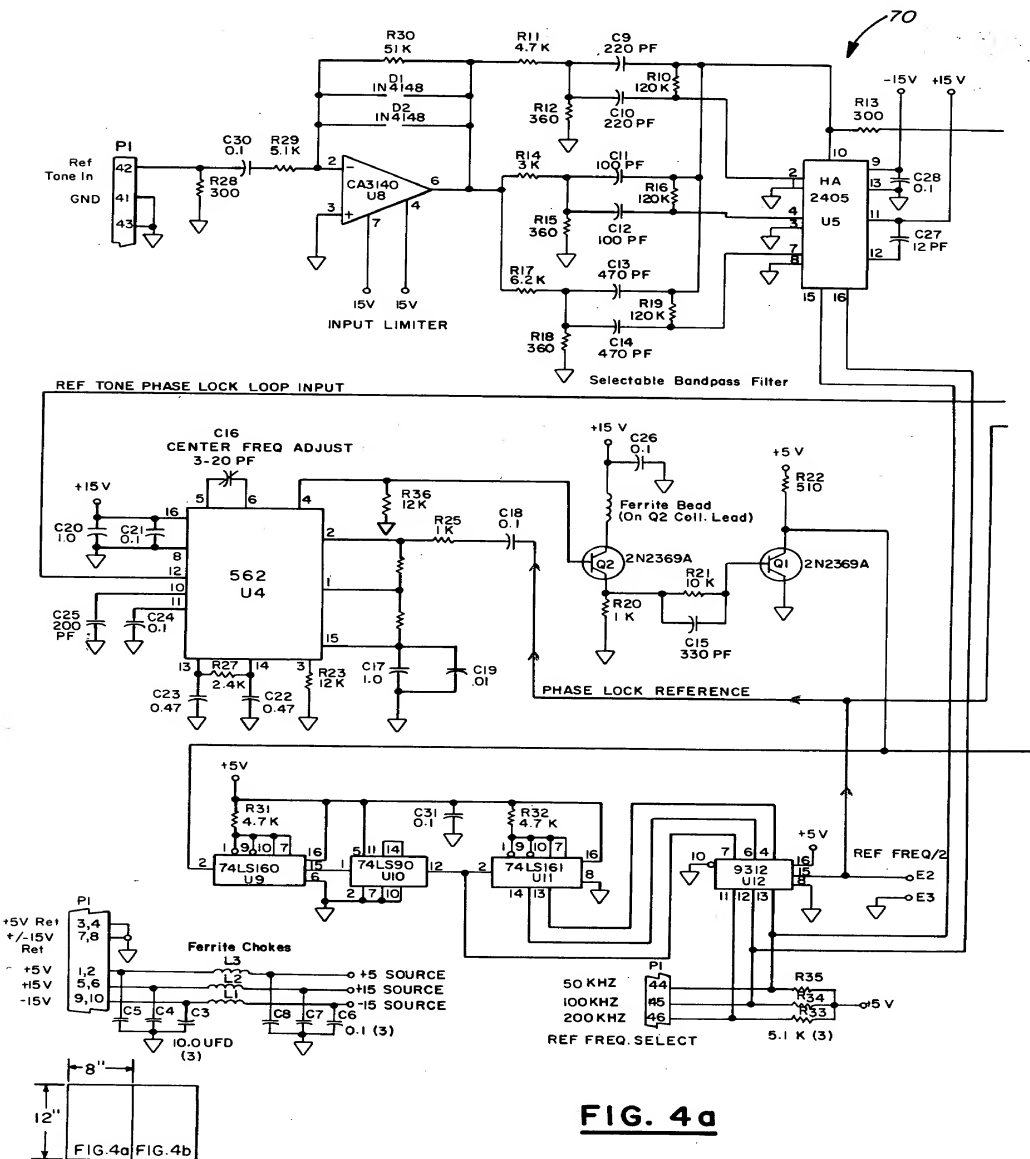 70
R30
51K
D1
1N4148
D2
1N4148
R11
4.7K
C9
220 PF
R10
120K
R12
360
C10
220 PF
-15V
+15V
R13
300
P1
Ref
Tone In
42
GND
41
43
C30
0.1
R29
5.1K
R28
300
2
3
CA3140
U8
6
7
4
15V
15V
INPUT LIMITER
R14
3K
C11
100 PF
R16
120K
R15
360
C12
100 PF
R17
6.2K
C13
470 PF
R19
120K
R18
360
C14
470 PF
10
2
4
3
7
8
HA
2405
U5
9
13
11
12
15
16
C28
0.1
C27
12 PF
Selectable Bandpass Filter
REF TONE PHASE LOCK LOOP INPUT
C16
CENTER FREQ ADJUST
3-20 PF
+15V
C20
1.0
C21
0.1
5
6
4
16
8
12
10
11
562
U4
2
1
15
13
14
3
C25
200
PF
C24
0.1
R27
2.4K
C23
0.47
C22
0.47
R23
12K
C17
1.0
C19
.01
R36
12K
R25
1K
C18
0.1
+15 V
C26
0.1
Ferrite Bead
(On Q2 Coll. Lead)
Q2
2N2369A
R20
1K
R21
10 K
C15
330 PF
+5 V
R22
510
Q1
2N2369A
PHASE LOCK REFERENCE
+5V
R31
4.7 K
1 9 10 7
2
74LS160
U9
16
15
6
5 11 14
1
74LS90
U10
12
2 7 10
C31
0.1
R32
4.7 K
1 9 10 7
2
74LS161
U11
16
8
14 13
7 6 4
10
9312
U12
16
15
8
11 12 13
+5 V
REF FREQ/2
E2
E3
P1
+5V Ret
3,4
+/-15V
Ret
7,8
+5V
1,2
+15V
5,6
-15V
9,10
Ferrite Chokes
L3
L2
L1
+5 SOURCE
+15 SOURCE
-15 SOURCE
C5
C4
C3
10.0 UFD
(3)
C8
C7
C6
0.1 (3)
P1
50 KHZ
44
100KHZ
45
200 KHZ
46
REF FREQ. SELECT
R35
R34
R33
+5 V
5.1 K (3)
8"
12"
FIG.4a
FIG.4b
FIG. 4a